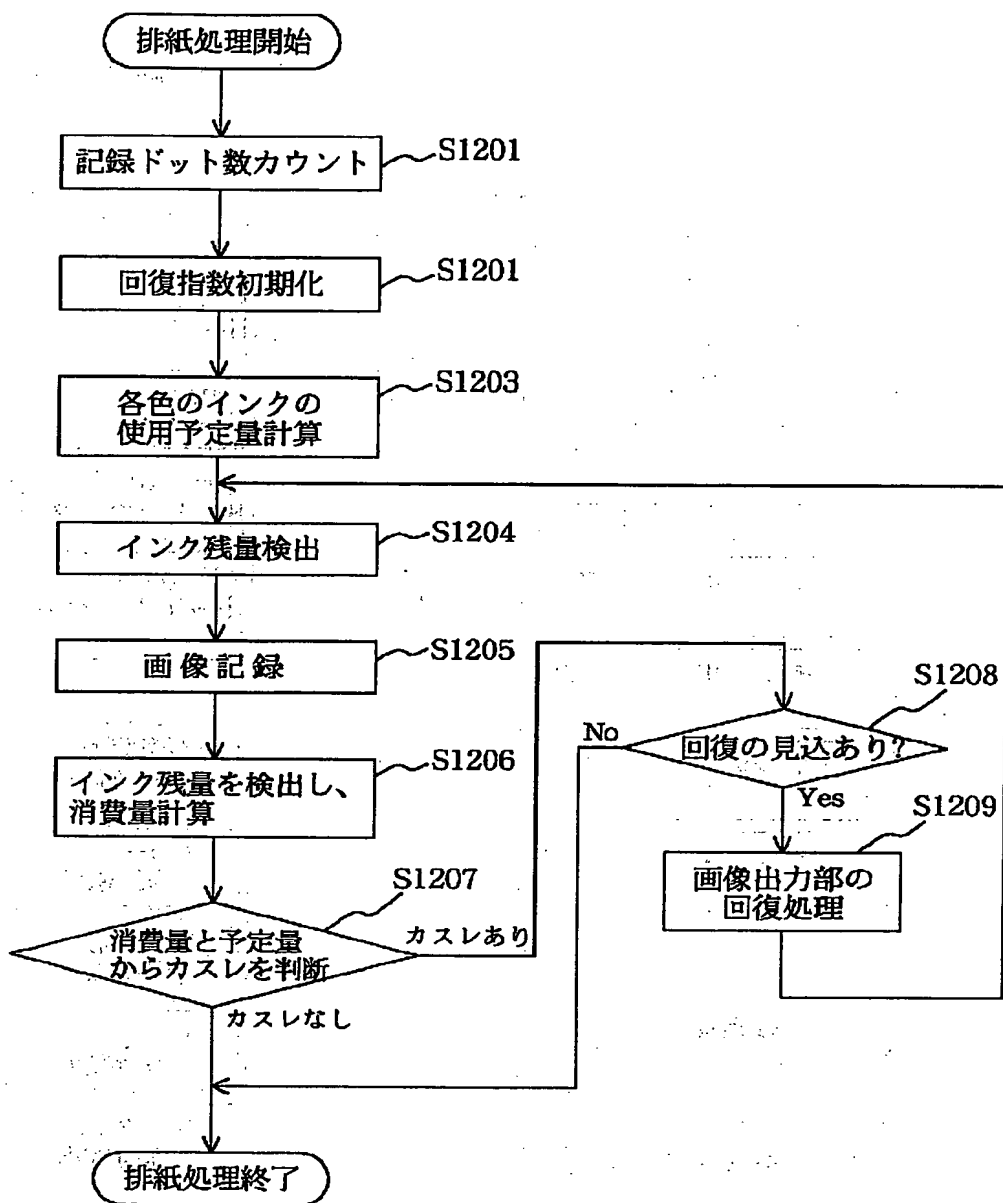 排紙処理開始
記録ドット数カウント
S1201
回復指数初期化
S1201
各色のインクの
使用予定量計算
S1203
インク残量検出
S1204
画像記録
S1205
インク残量を検出し、
消費量計算
S1206
消費量と予定量
からカスレを判断
S1207
カスレあり
カスレなし
回復の見込あり?
S1208
No
Yes
画像出力部の
回復処理
S1209
排紙処理終了